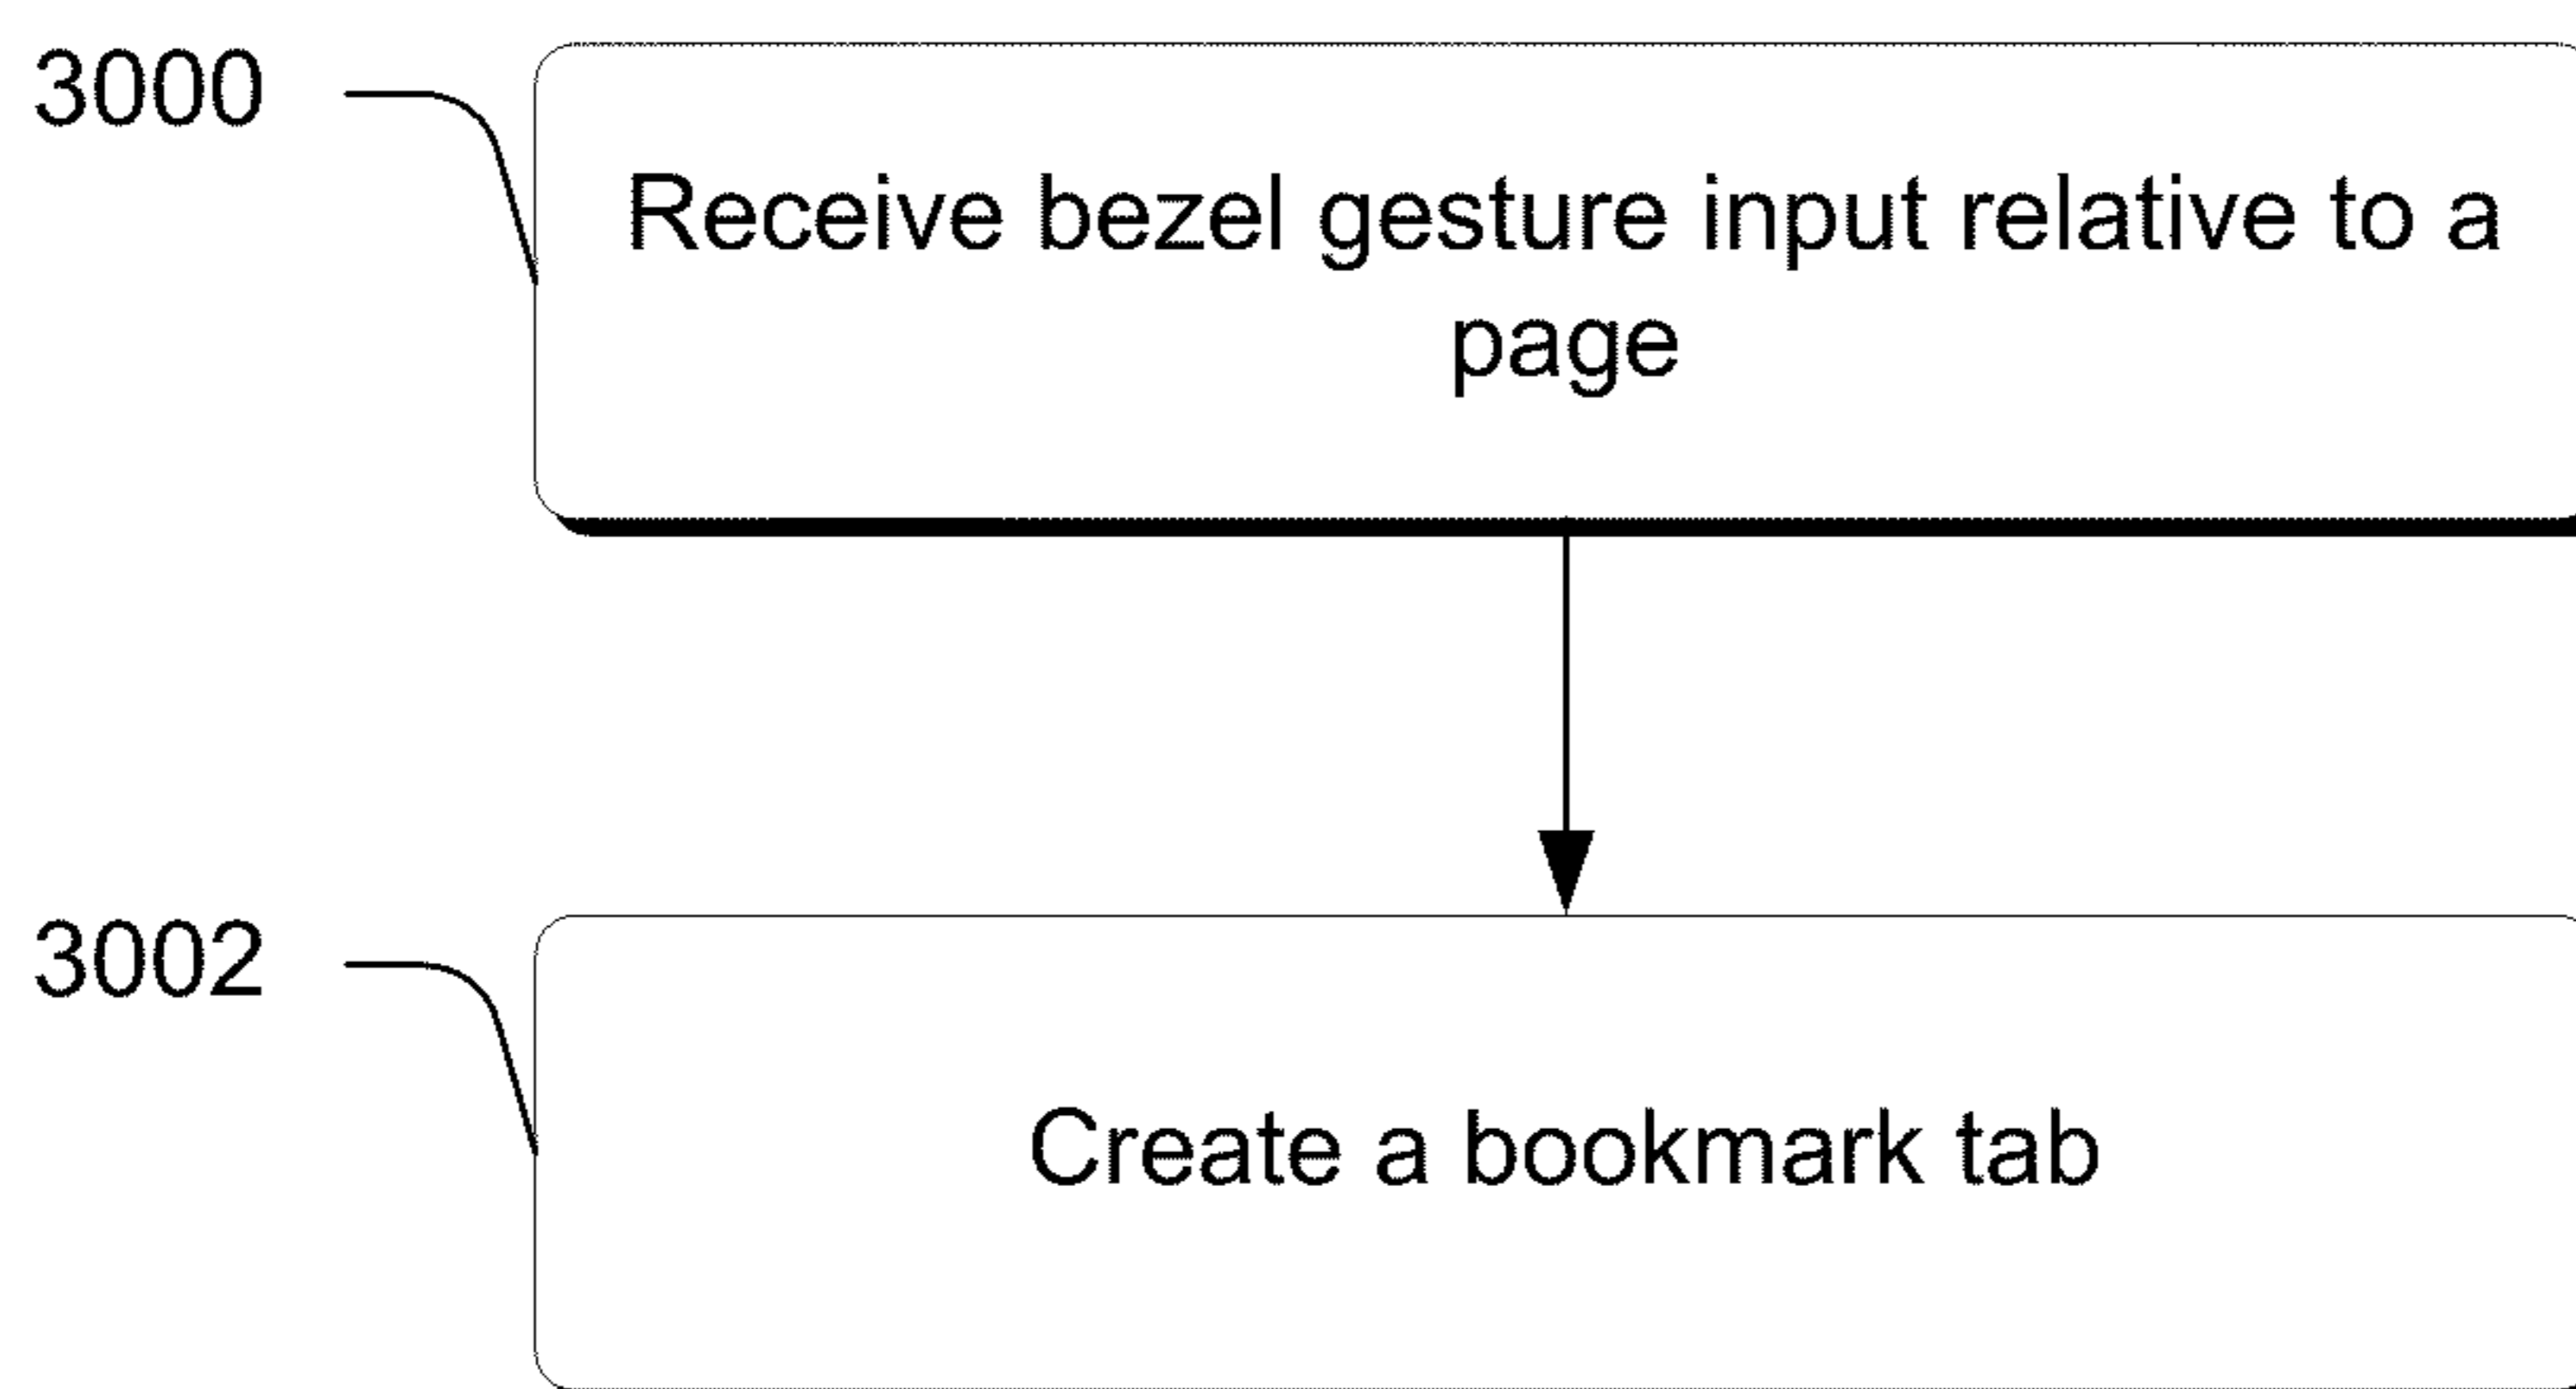 3000
Receive bezel gesture input relative to a
page
3002
Create a bookmark tab